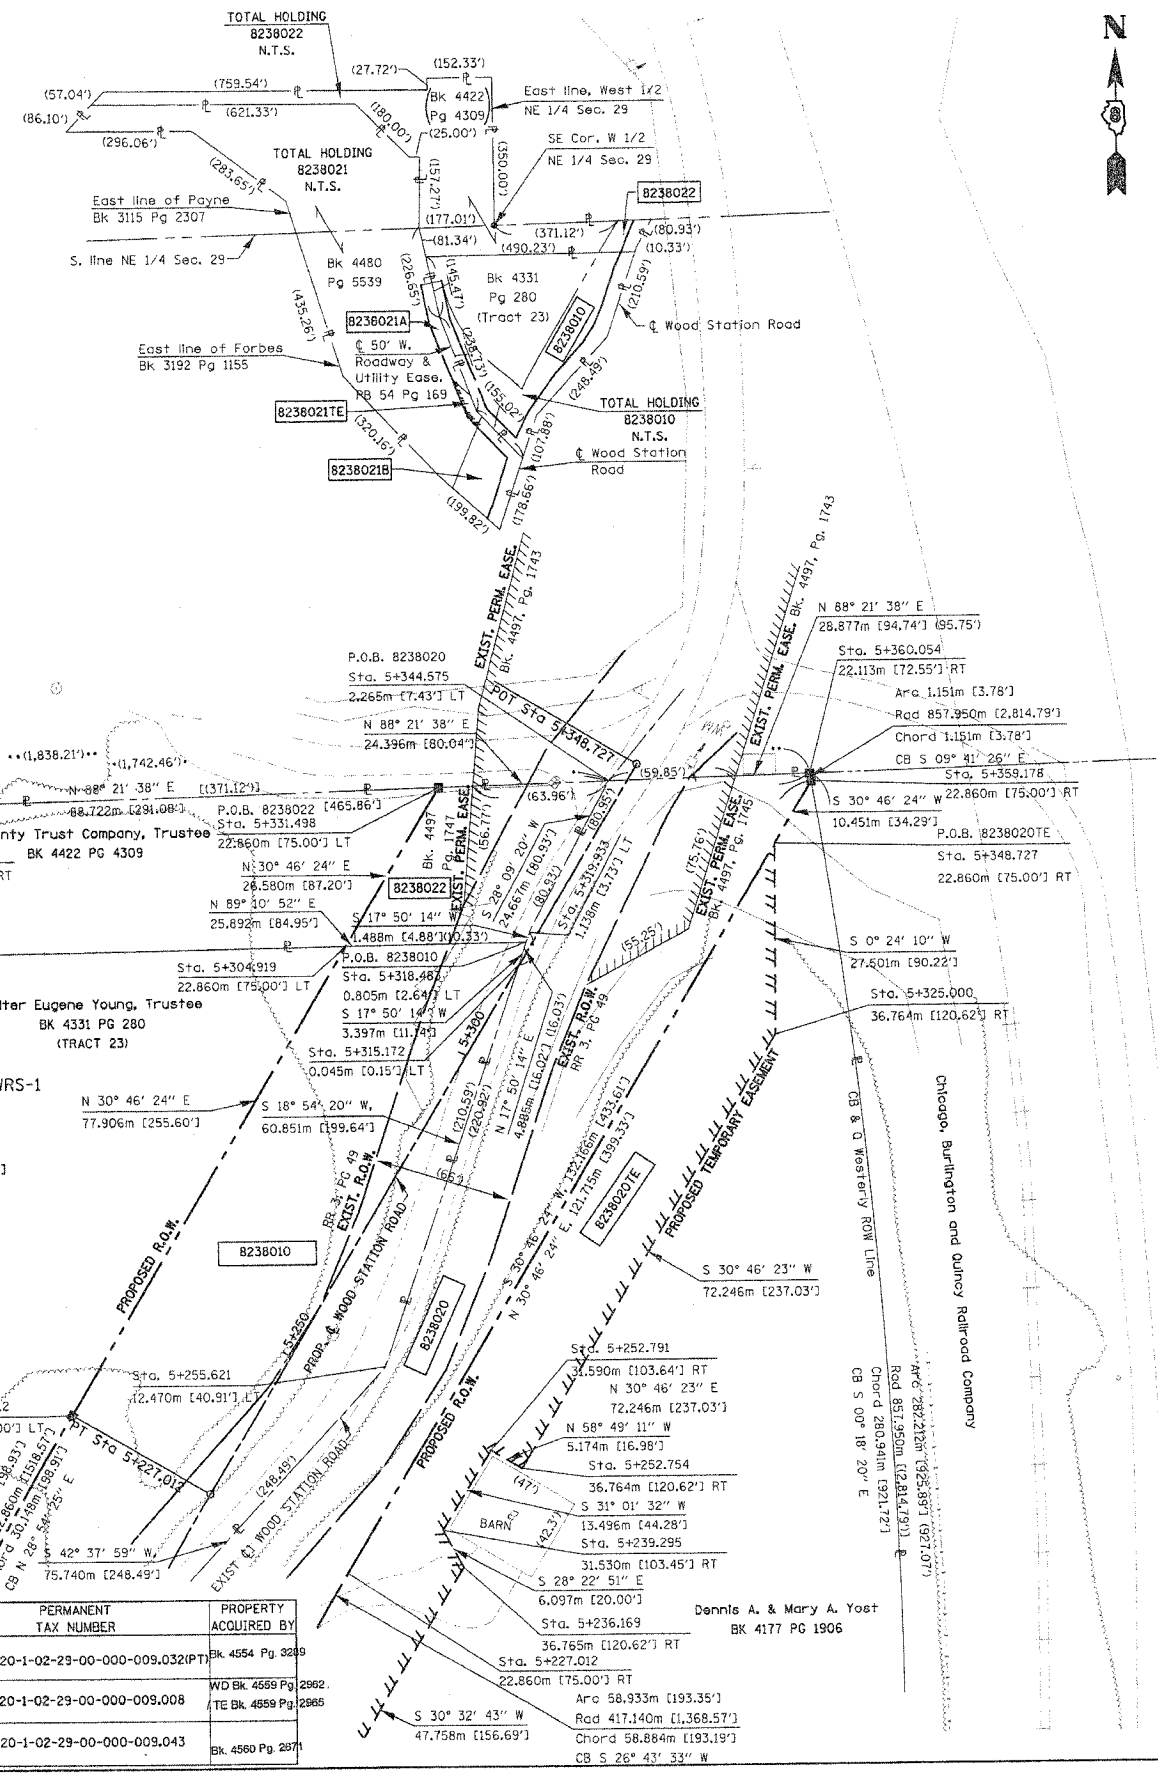 TOTAL HOLDING
8238022
N.T.S.
N
8
(152.33')
(27.72')
(759.54')
(57.04')
(621.33')
(86.10')
(296.06')
(180.00')
(283.65')
Bk 4422
Pg 4309
(25.00')
East line, West 1/2
NE 1/4 Sec. 29
SE Cor. W 1/2
NE 1/4 Sec. 29
(350.00')
(157.27')
TOTAL HOLDING
8238021
N.T.S.
8238022
East line of Payne
Bk 3115 Pg 2307
S. line NE 1/4 Sec. 29
(177.01')
(81.34')
(371.12')
(490.23')
(80.93')
(10.33')
Bk 4480
Pg 5539
(226.65')
(145.47')
Bk 4331
Pg 280
(Tract 23)
(210.59')
(435.26')
8238021A
8238010
℄ Wood Station Road
East line of Forbes
Bk 3192 Pg 1155
℄ 50' W.
Roadway &
Utility Ease.
PB 54 Pg 169
(238.73')
(155.02')
(248.49')
8238021TE
(320.16')
TOTAL HOLDING
8238010
N.T.S.
(107.88')
℄ Wood Station
Road
8238021B
(178.66')
(199.82')
EXIST. PERM. EASE.
Bk. 4497, Pg. 1743
EXIST. PERM. EASE. Bk. 4497, Pg. 1743
N 88° 21' 38" E
28.877m [94.74'] (95.75')
Sta. 5+360.054
22.113m [72.55'] RT
Arc 1.151m [3.78']
Rad 857.950m [2,814.79']
Chord 1.151m [3.78']
CB S 09° 41' 26" E
Sta. 5+359.178
22.860m [75.00'] RT
P.O.B. 8238020
Sta. 5+344.575
2.265m [7.43'] LT
POT Sta 5+348.727
N 88° 21' 38" E
24.396m [80.04']
••(1,838.21')••
•(1,742.46')•
N 88° 21' 38" E [(371.12')]
88.722m [291.08']
P.O.B. 8238022 [465.86']
Sta. 5+331.498
22.860m [75.00'] LT
(59.85')
(63.96')
(80.95')
(56.77')
S 30° 46' 24" W
10.451m [34.29']
P.O.B. 8238020TE
Sta. 5+348.727
22.860m [75.00'] RT
nty Trust Company, Trustee
BK 4422 PG 4309
RT
Bk. 4497
Pg. 1747
EXIST. PERM. EASE.
N 30° 46' 24" E
26.580m [87.20']
8238022
S 28° 09' 20" W
24.667m [80.93']
(80.93')
Sta. 5+319.933
1.138m [3.73'] LT
(75.76')
EXIST. PERM. EASE.
Bk. 4497, Pg. 1745
(55.25')
N 89° 10' 52" E
25.892m [84.95']
S 17° 50' 14" W
1.488m [4.88'] (10.33')
P.O.B. 8238010
Sta. 5+318.483
0.805m [2.64'] LT
S 17° 50' 14" W
3.397m [11.14']
Sta. 5+315.172
0.045m [0.15'] LT
Sta. 5+304.919
22.860m [75.00'] LT
S 0° 24' 10" W
27.501m [90.22']
Sta. 5+325.000
36.764m [120.62'] RT
lter Eugene Young, Trustee
BK 4331 PG 280
(TRACT 23)
5+300
EXIST. R.O.W.
RR 3, PG 49
N 17° 50' 14" E
4.885m [16.02'] (16.03')
WRS-1
N 30° 46' 24" E
77.906m [255.60']
S 18° 54' 20" W,
60.851m [199.64']
(210.59')
(220.92')
RR 3, PG 49
EXIST. R.O.W.
(66')
S 30° 46' 24" W, 132.166m [433.61']
N 30° 46' 24" E, 121.715m [399.33']
8238020TE
PROPOSED TEMPORARY EASEMENT
CB & Q Westerly ROW Line
Chicago, Burlington and Quincy Railroad Company
PROPOSED R.O.W.
8238010
PROP. ℄ WOOD STATION ROAD
8238020
S 30° 46' 23" W
72.246m [237.03']
5+250
Sta. 5+255.621
12.470m [40.91'] LT
Sta. 5+252.791
31.590m [103.64'] RT
N 30° 46' 23" E
72.246m [237.03']
N 58° 49' 11" W
5.174m [16.98']
Sta. 5+252.754
36.764m [120.62'] RT
Arc 282.212m [925.89'] (927.07')
Rad 857.950m [2,814.79']
Chord 280.941m [921.72']
CB S 00° 18' 20" E
PT Sta 5+227.012
PROPOSED R.O.W.
(248.49')
EXIST ℄ WOOD STATION ROAD
(47')
BARN
(42.3')
S 31° 01' 32" W
13.496m [44.28']
Sta. 5+239.295
31.530m [103.45'] RT
S 28° 22' 51" E
6.097m [20.00']
Sta. 5+236.169
36.765m [120.62'] RT
Sta. 5+227.012
22.860m [75.00'] RT
CB N 28° 54' 25" E
S 42° 37' 59" W,
75.740m [248.49']
Dennis A. & Mary A. Yost
BK 4177 PG 1906
Arc 58.933m [193.35']
Rad 417.140m [1,368.57']
Chord 58.884m [193.19']
CB S 26° 43' 33" W
S 30° 32' 43" W
47.758m [156.69']
PERMANENT TAX NUMBER
PROPERTY ACQUIRED BY
20-1-02-29-00-000-009.032(PT)
Bk. 4554 Pg. 3289
20-1-02-29-00-000-009.008
WD Bk. 4559 Pg. 2962
TE Bk. 4559 Pg. 2965
20-1-02-29-00-000-009.043
Bk. 4560 Pg. 2671